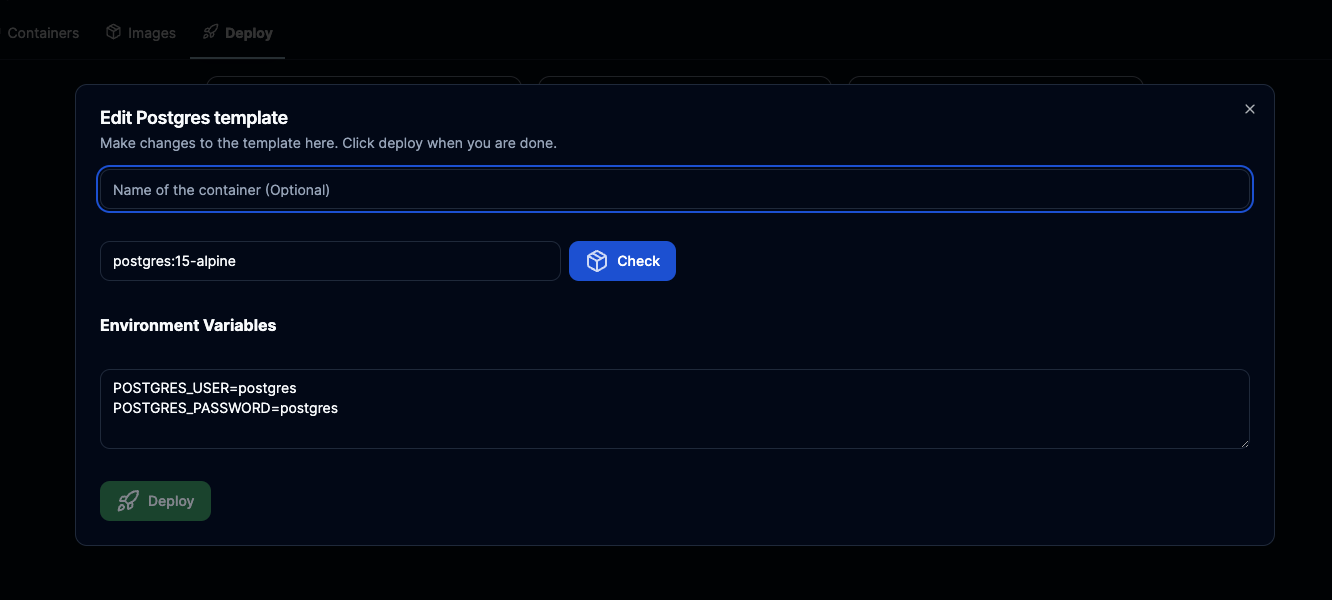 Containers
Images
Deploy
Edit Postgres template
Make changes to the template here. Click deploy when you are done.
Name of the container (Optional)
postgres:15-alpine
Check
Environment Variables
POSTGRES_USER=postgres
POSTGRES_PASSWORD=postgres
Deploy